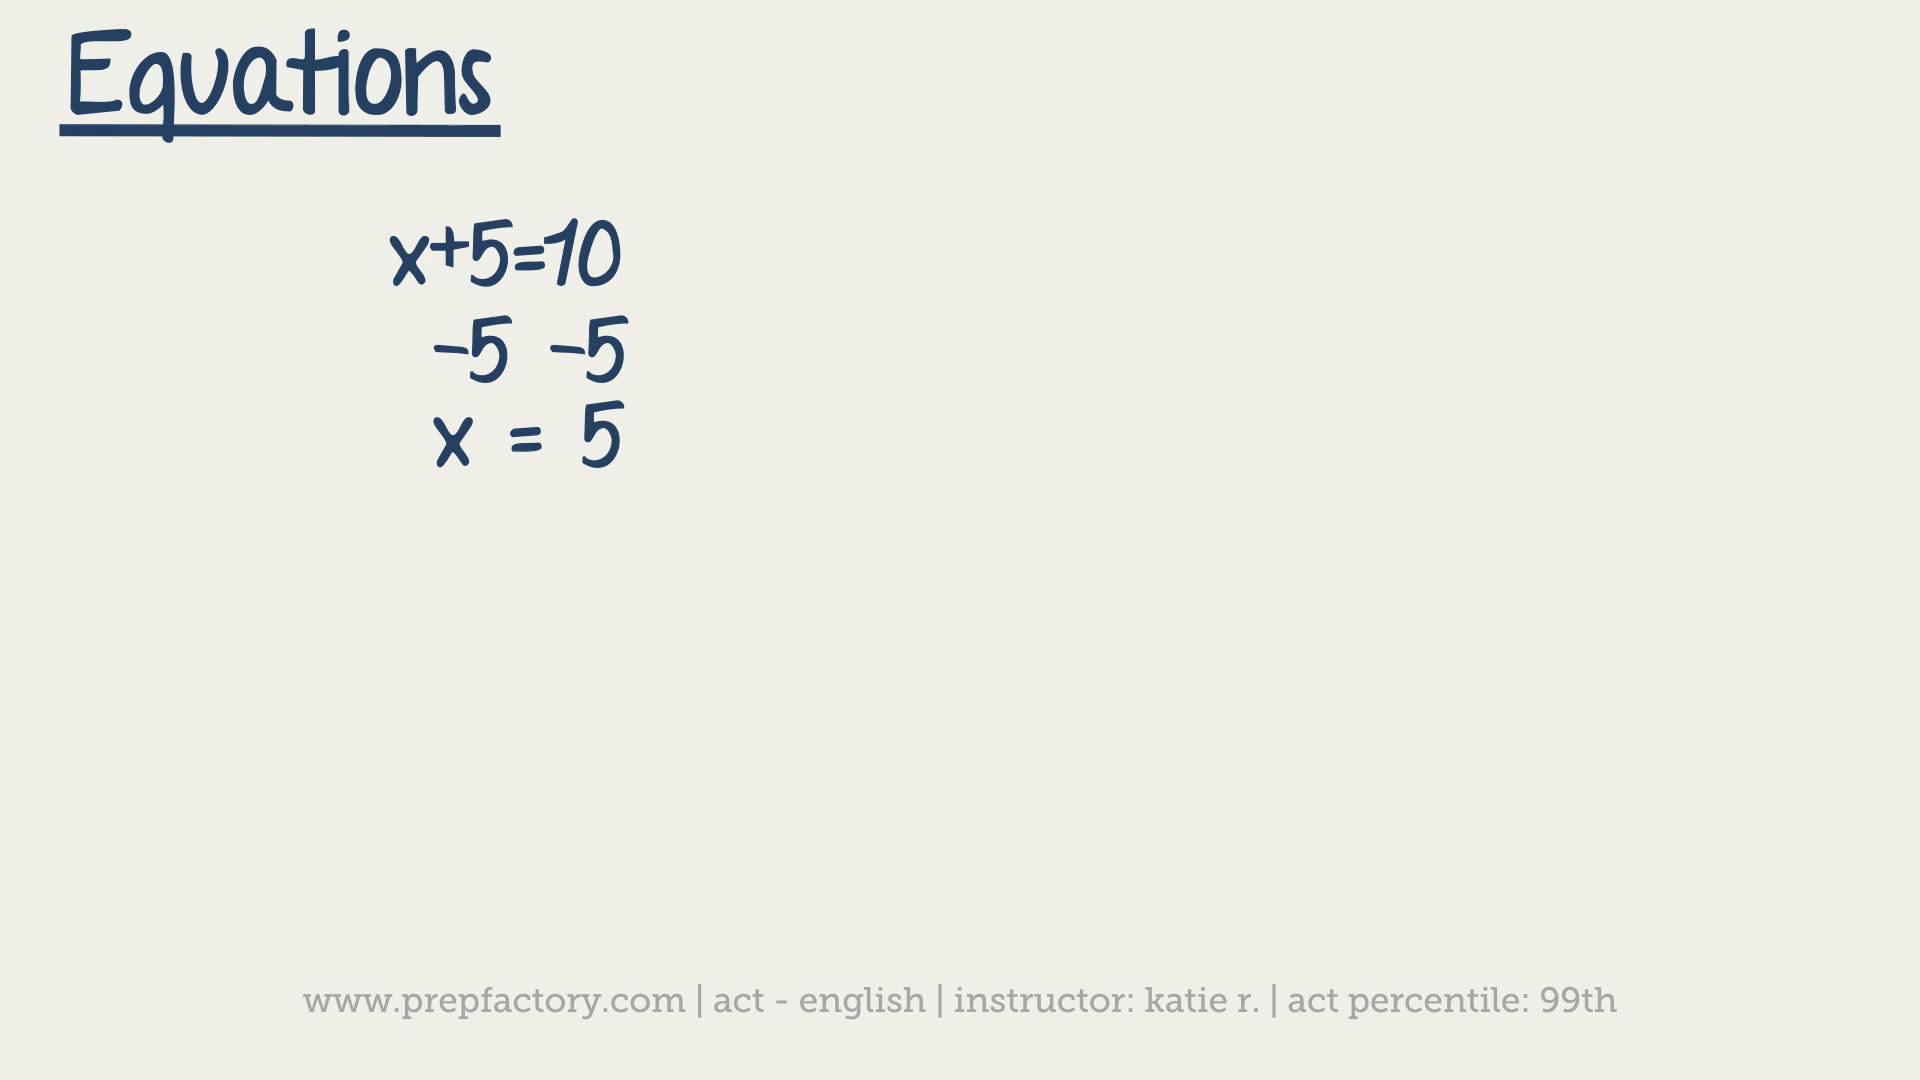 Equations
x+5=10
-5 -5
x = 5
www.prepfactory.com | act - english | instructor: katie r. | act percentile: 99th